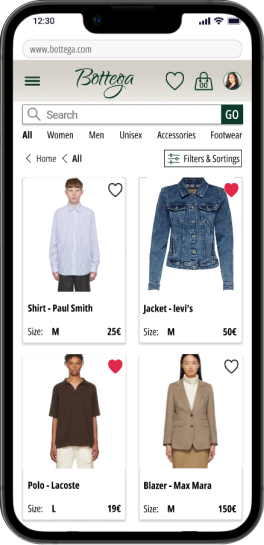 12:30
www.bottega.com
Bottega
00
Search GO
All Women Men Unisex Accessories Footwear
Home All Filters & Sortings
Shirt - Paul Smith
Size: M 25€
Jacket - levi's
Size: M 50€
Polo - Lacoste
Size: L 19€
Blazer - Max Mara
Size: M 150€